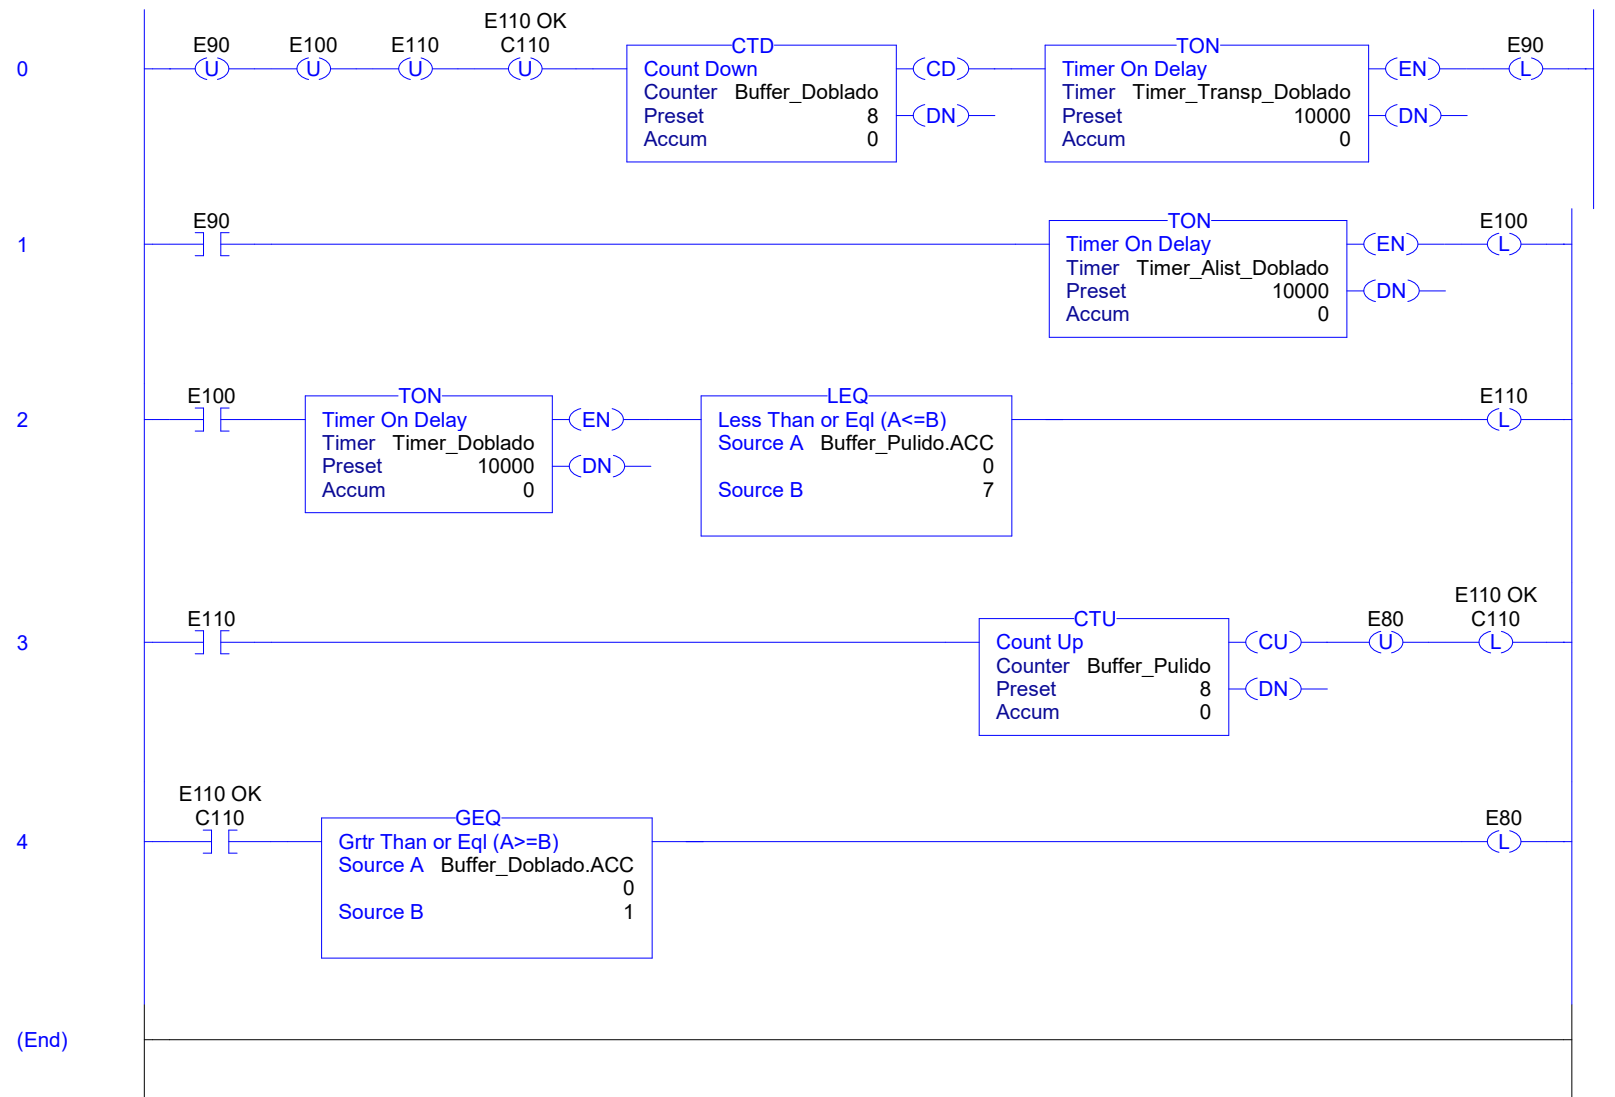 E110 OK
E90 E100 E110 C110 CTD TON E90
0 U U U U Count Down CD Timer On Delay EN L
Counter Buffer_Doblado Timer Timer_Transp_Doblado
Preset 8 DN Preset 10000 DN
Accum 0 Accum 0
E90 TON E100
1 Timer On Delay EN L
Timer Timer_Alist_Doblado
Preset 10000 DN
Accum 0
E100 TON LEQ E110
2 Timer On Delay EN Less Than or Eql (A<=B) L
Timer Timer_Doblado Source A Buffer_Pulido.ACC
Preset 10000 DN 0
Accum 0 Source B 7
E110 OK
E110 CTU E80 C110
3 Count Up CU U L
Counter Buffer_Pulido
Preset 8 DN
Accum 0
E110 OK
C110 GEQ E80
4 Grtr Than or Eql (A>=B) L
Source A Buffer_Doblado.ACC
0
Source B 1
(End)